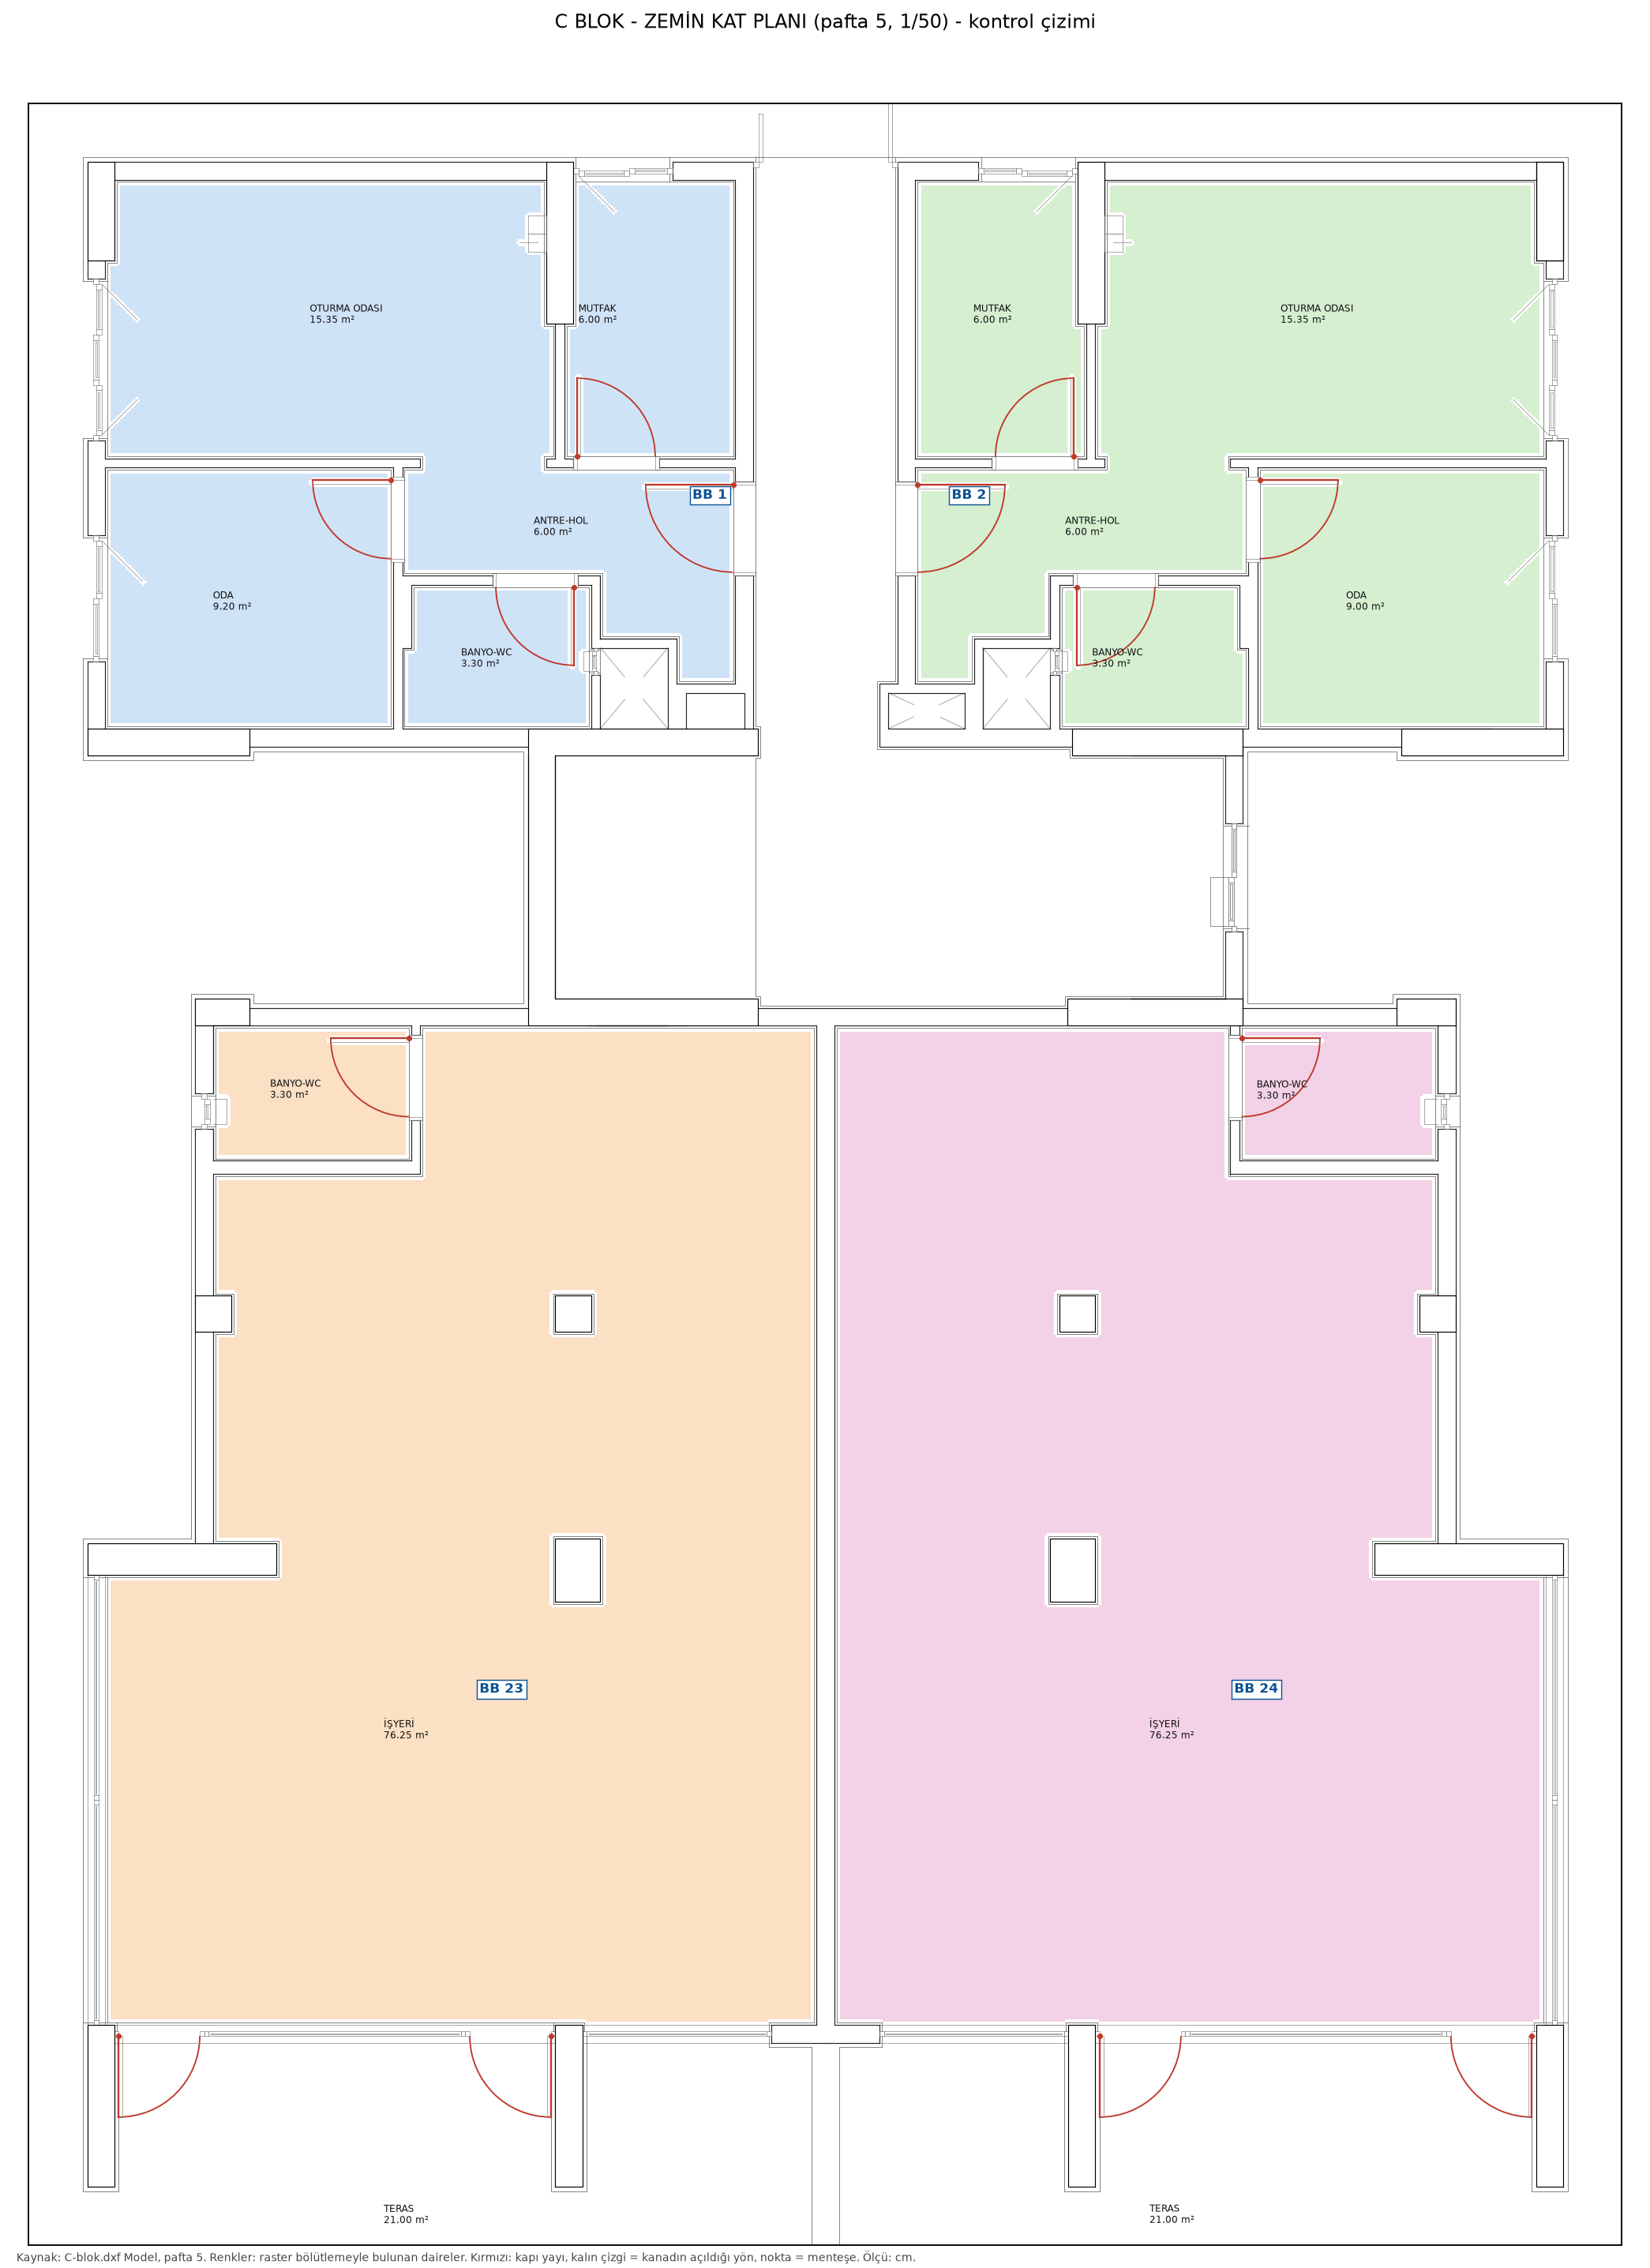 C BLOK - ZEMİN KAT PLANI (pafta 5, 1/50) - kontrol çizimi
OTURMA ODASI
15.35 m²
MUTFAK
6.00 m²
MUTFAK
6.00 m²
OTURMA ODASI
15.35 m²
BB 1
BB 2
ANTRE-HOL
6.00 m²
ANTRE-HOL
6.00 m²
ODA
9.20 m²
ODA
9.00 m²
BANYO-WC
3.30 m²
BANYO-WC
3.30 m²
BANYO-WC
3.30 m²
BANYO-WC
3.30 m²
BB 23
BB 24
İŞYERİ
76.25 m²
İŞYERİ
76.25 m²
TERAS
21.00 m²
TERAS
21.00 m²
Kaynak: C-blok.dxf Model, pafta 5. Renkler: raster bölütlemeyle bulunan daireler. Kırmızı: kapı yayı, kalın çizgi = kanadın açıldığı yön, nokta = menteşe. Ölçü: cm.